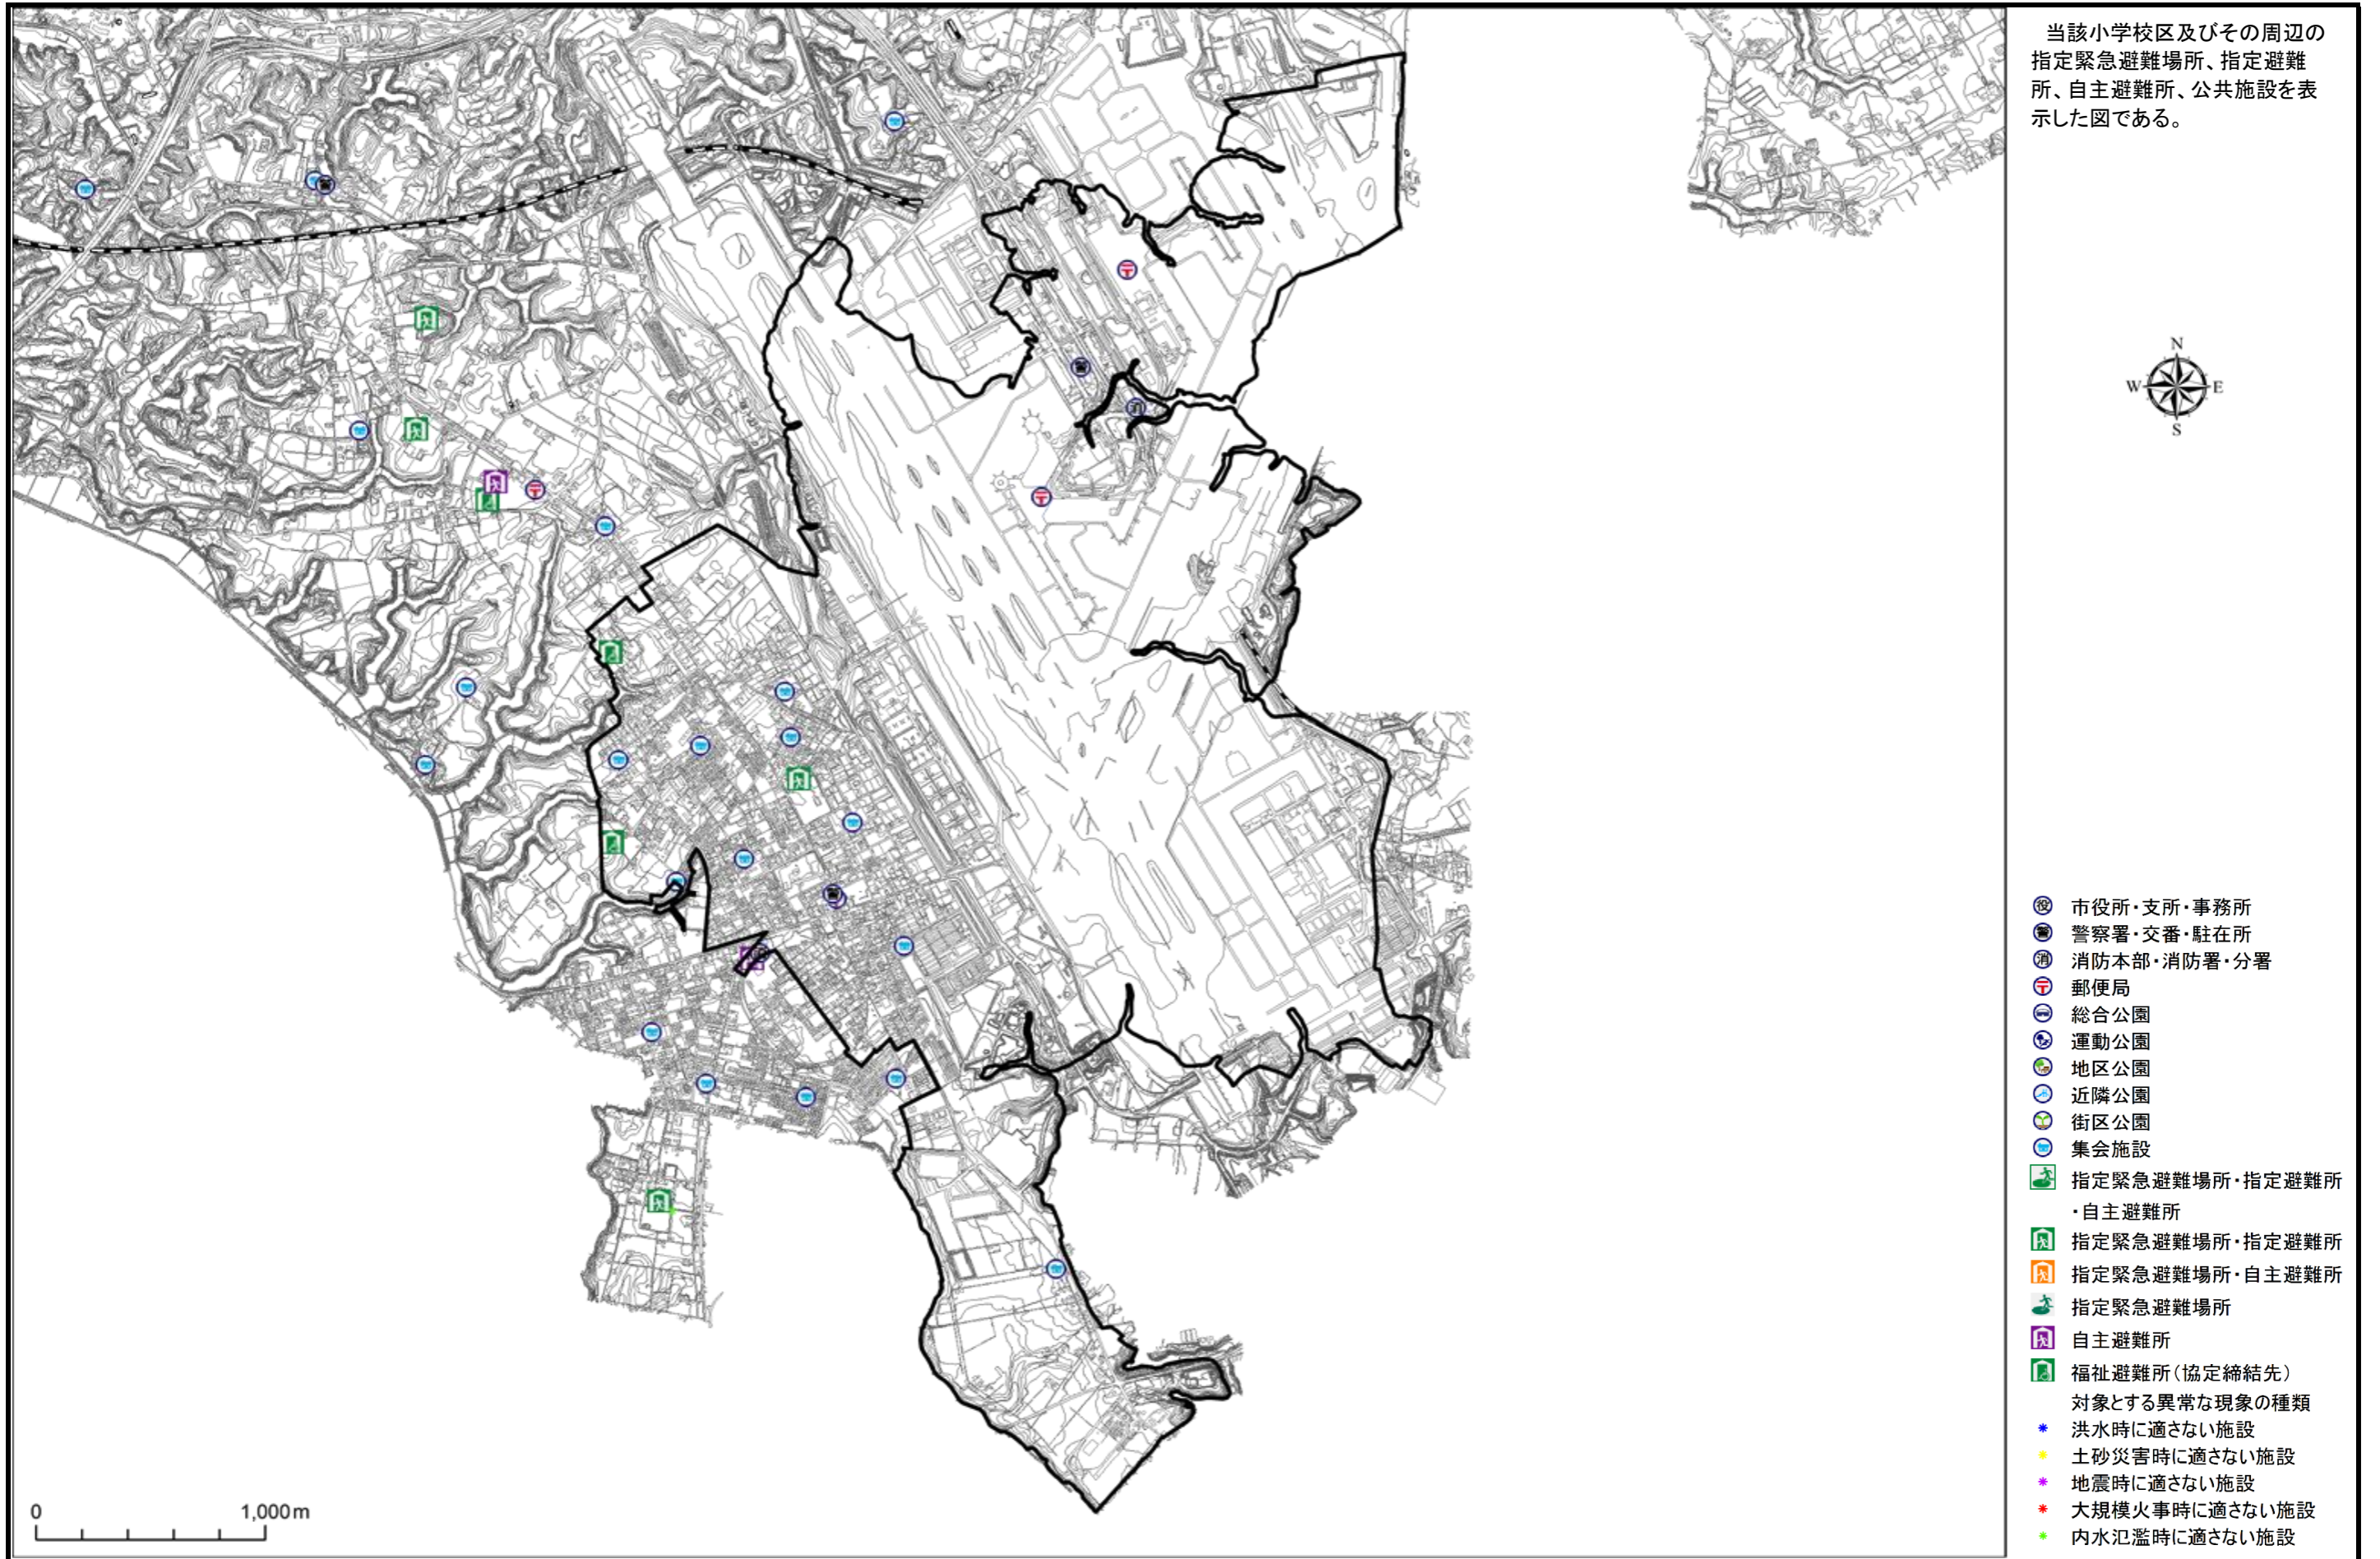 当該小学校区及びその周辺の
指定緊急避難場所、指定避難
所、自主避難所、公共施設を表
示した図である。
N
W E
S
役 市役所・支所・事務所
警察署・交番・駐在所
消 消防本部・消防署・分署
郵便局
総合公園
運動公園
地区公園
近隣公園
街区公園
集会施設
指定緊急避難場所・指定避難所
・自主避難所
指定緊急避難場所・指定避難所
指定緊急避難場所・自主避難所
指定緊急避難場所
自主避難所
福祉避難所(協定締結先)
対象とする異常な現象の種類
洪水時に適さない施設
土砂災害時に適さない施設
地震時に適さない施設
大規模火事時に適さない施設
内水氾濫時に適さない施設
0 1,000m